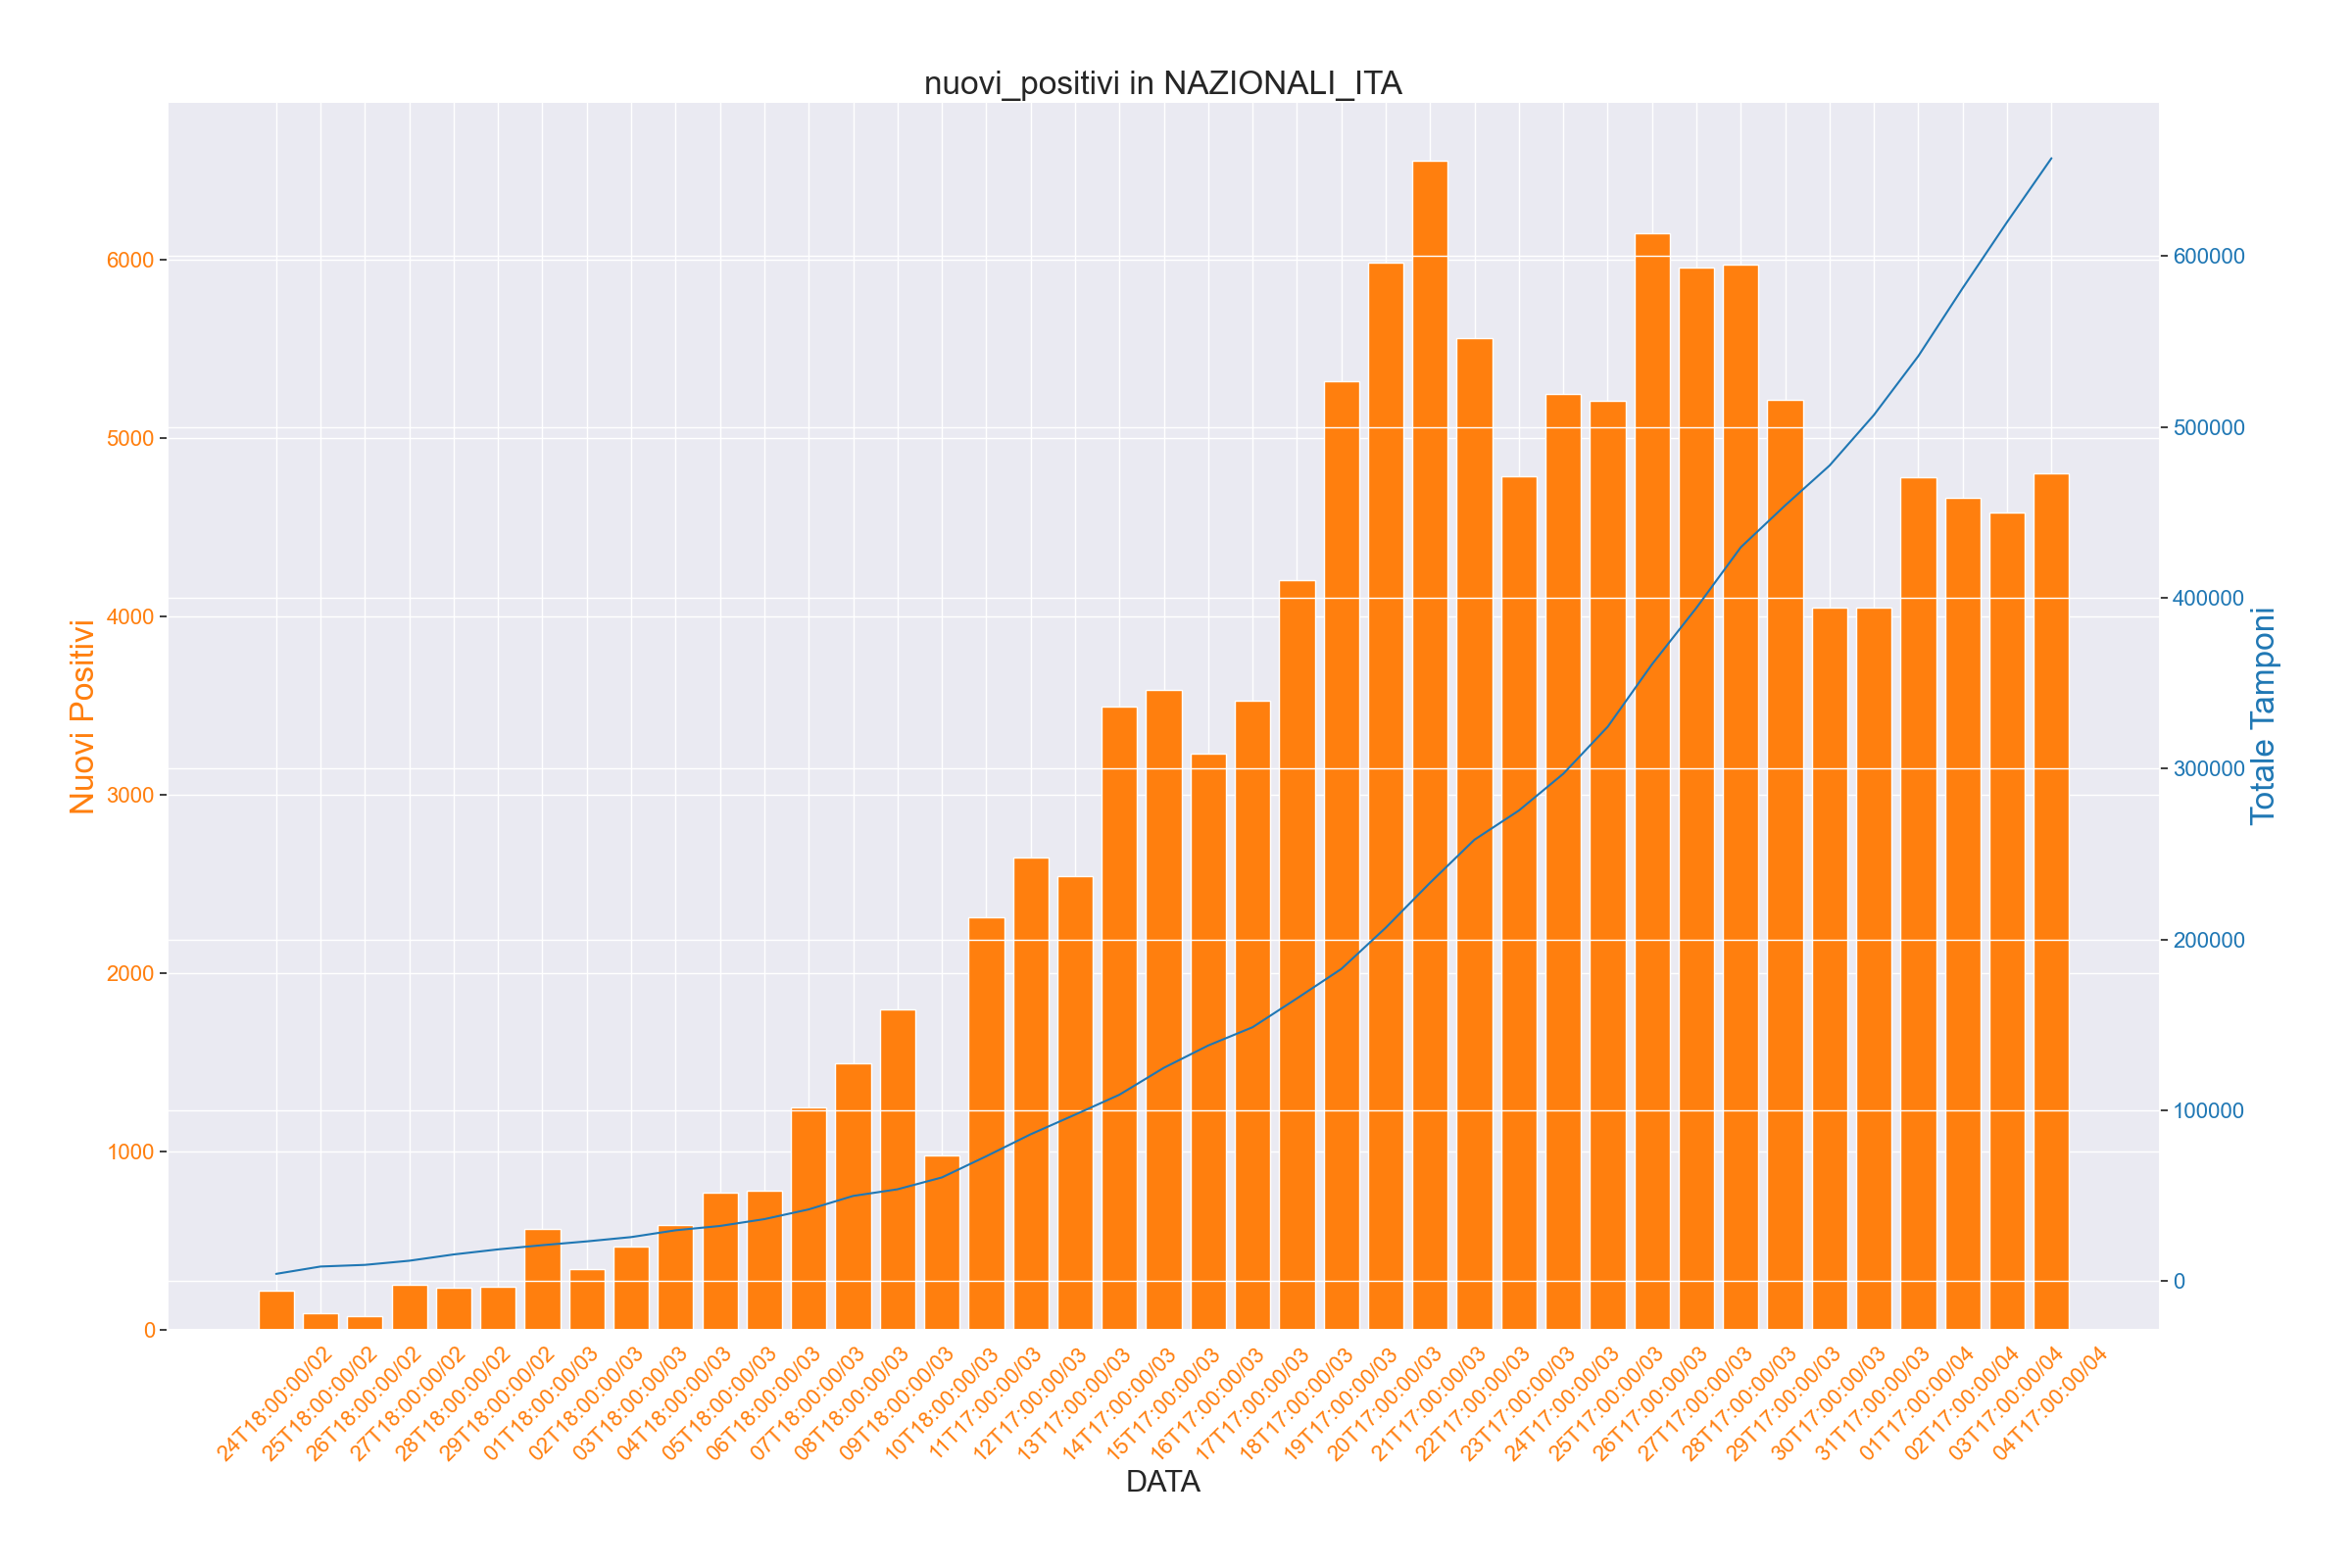 nuovi_positivi in NAZIONALI_ITA
Nuovi Positivi
6000
5000
4000
3000
2000
1000
0
Totale Tamponi
600000
500000
400000
300000
200000
100000
0
24T18:00:00/02
25T18:00:00/02
26T18:00:00/02
27T18:00:00/02
28T18:00:00/02
29T18:00:00/02
01T18:00:00/03
02T18:00:00/03
03T18:00:00/03
04T18:00:00/03
05T18:00:00/03
06T18:00:00/03
07T18:00:00/03
08T18:00:00/03
09T18:00:00/03
10T18:00:00/03
11T17:00:00/03
12T17:00:00/03
13T17:00:00/03
14T17:00:00/03
15T17:00:00/03
16T17:00:00/03
17T17:00:00/03
18T17:00:00/03
19T17:00:00/03
20T17:00:00/03
21T17:00:00/03
22T17:00:00/03
23T17:00:00/03
24T17:00:00/03
25T17:00:00/03
26T17:00:00/03
27T17:00:00/03
28T17:00:00/03
29T17:00:00/03
30T17:00:00/03
31T17:00:00/03
01T17:00:00/04
02T17:00:00/04
03T17:00:00/04
04T17:00:00/04
DATA